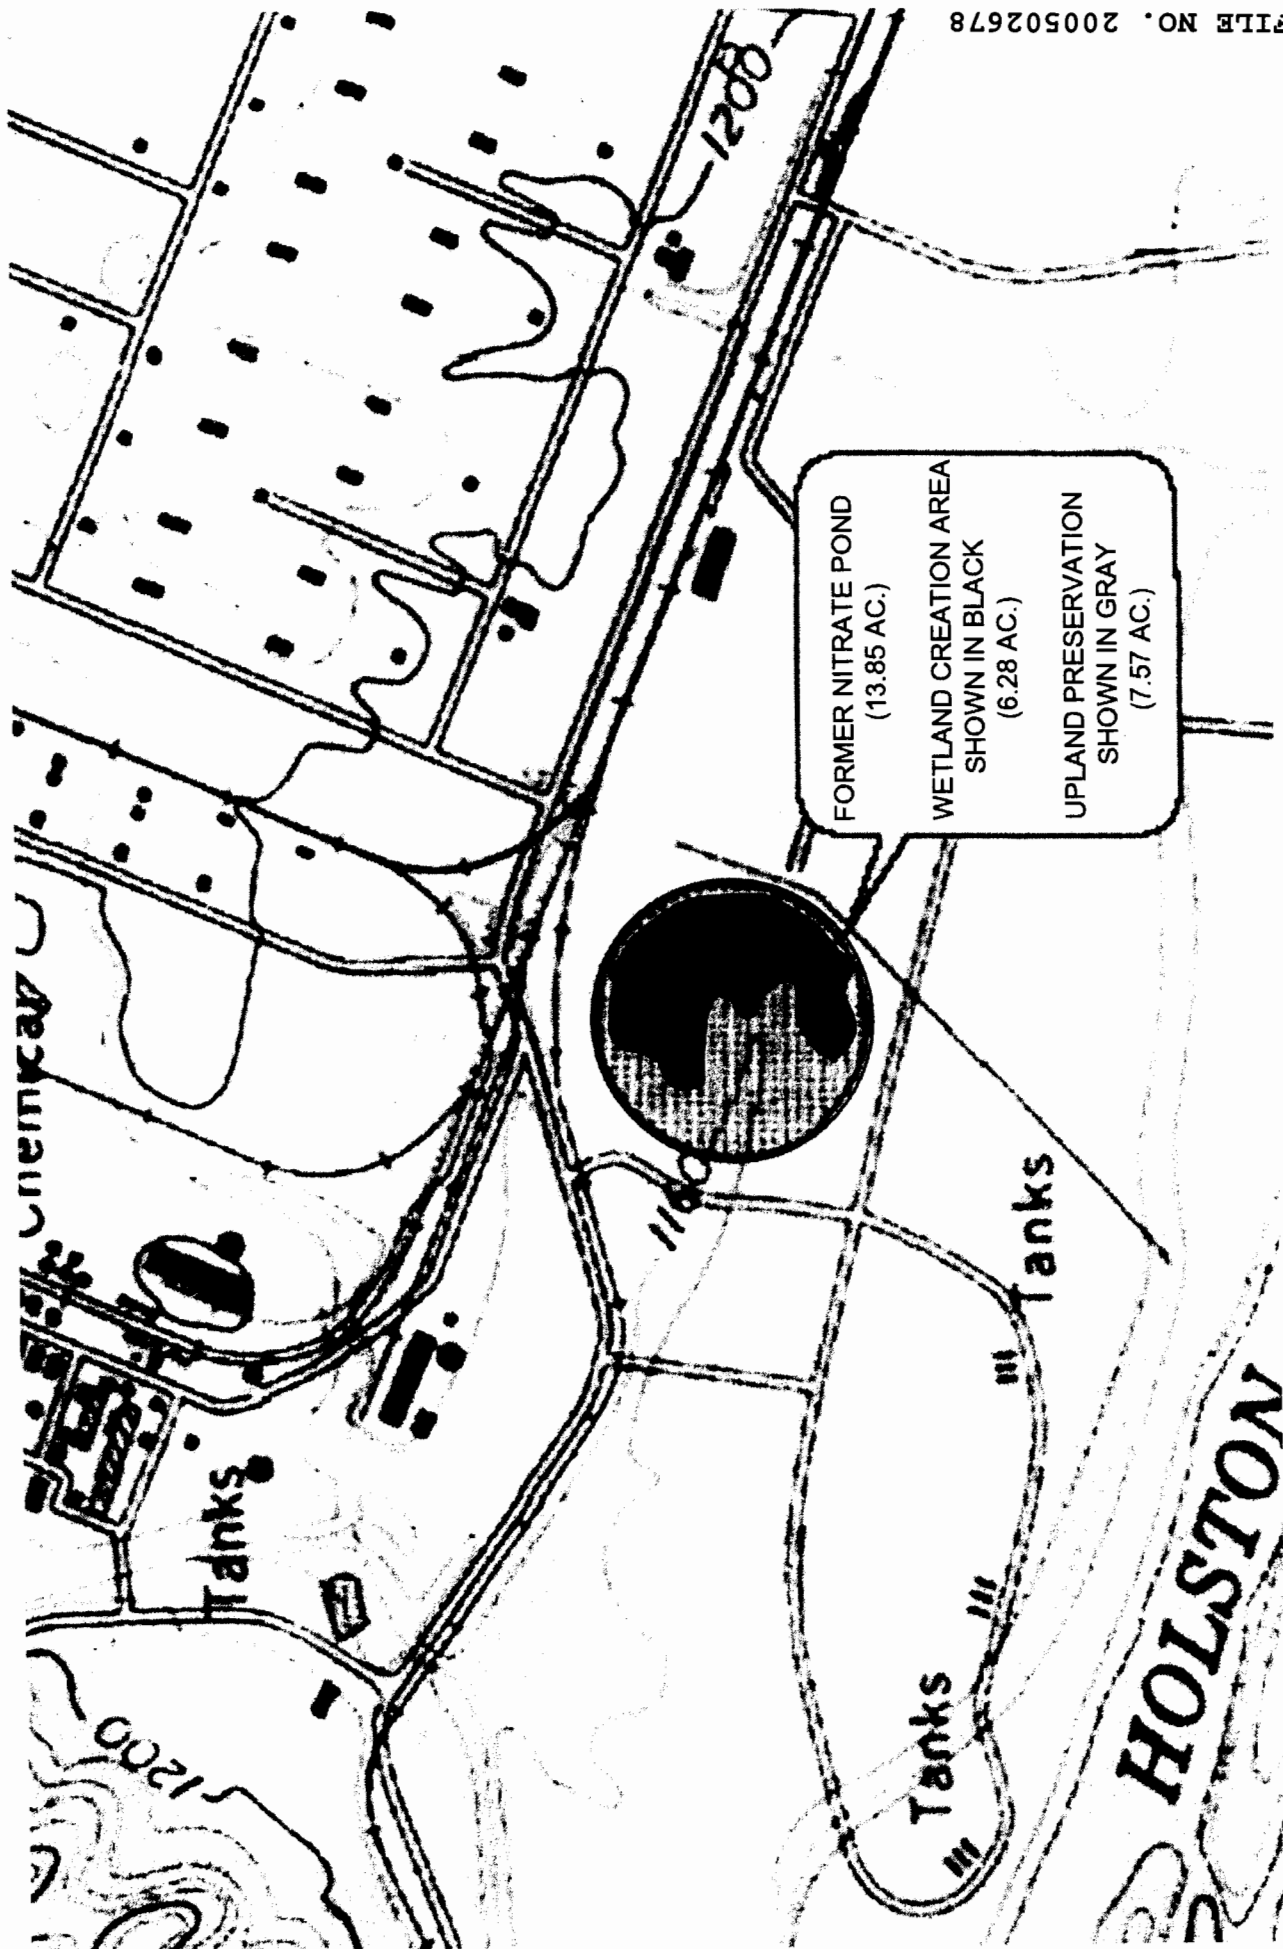 FILE NO. 200502678
1200
1200
Tanks
1160
Tanks
Tanks
HOLSTON
FORMER NITRATE POND
(13.85 AC.)
WETLAND CREATION AREA
SHOWN IN BLACK
(6.28 AC.)
UPLAND PRESERVATION
SHOWN IN GRAY
(7.57 AC.)